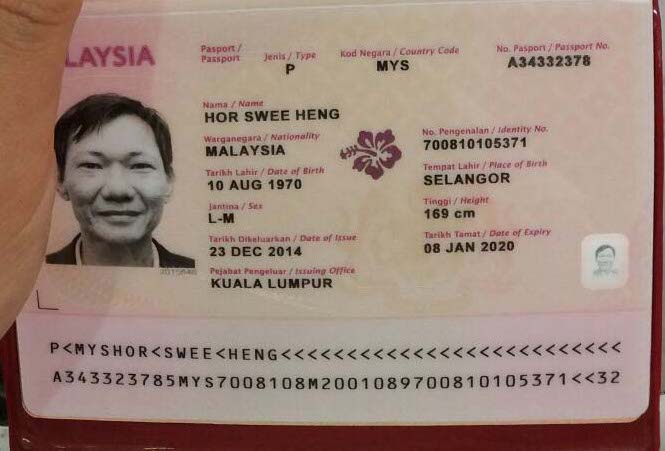 MALAYSIA
Pasport / Passport
Jenis / Type
P
Kod Negara / Country Code
MYS
No. Pasport / Passport No.
A34332378
Nama / Name
HOR SWEE HENG
Warganegara / Nationality
MALAYSIA
No. Pengenalan / Identity No.
700810105371
Tarikh Lahir / Date of Birth
10 AUG 1970
Tempat Lahir / Place of Birth
SELANGOR
Jantina / Sex
L-M
Tinggi / Height
169 cm
Tarikh Dikeluarkan / Date of Issue
23 DEC 2014
Tarikh Tamat / Date of Expiry
08 JAN 2020
Pejabat Pengeluar / Issuing Office
KUALA LUMPUR
P<MYSHOR<SWEE<HENG<<<<<<<<<<<<<<<<<<<<<<<<<<
A343323785MYS7008108M2001089700810105371<<32